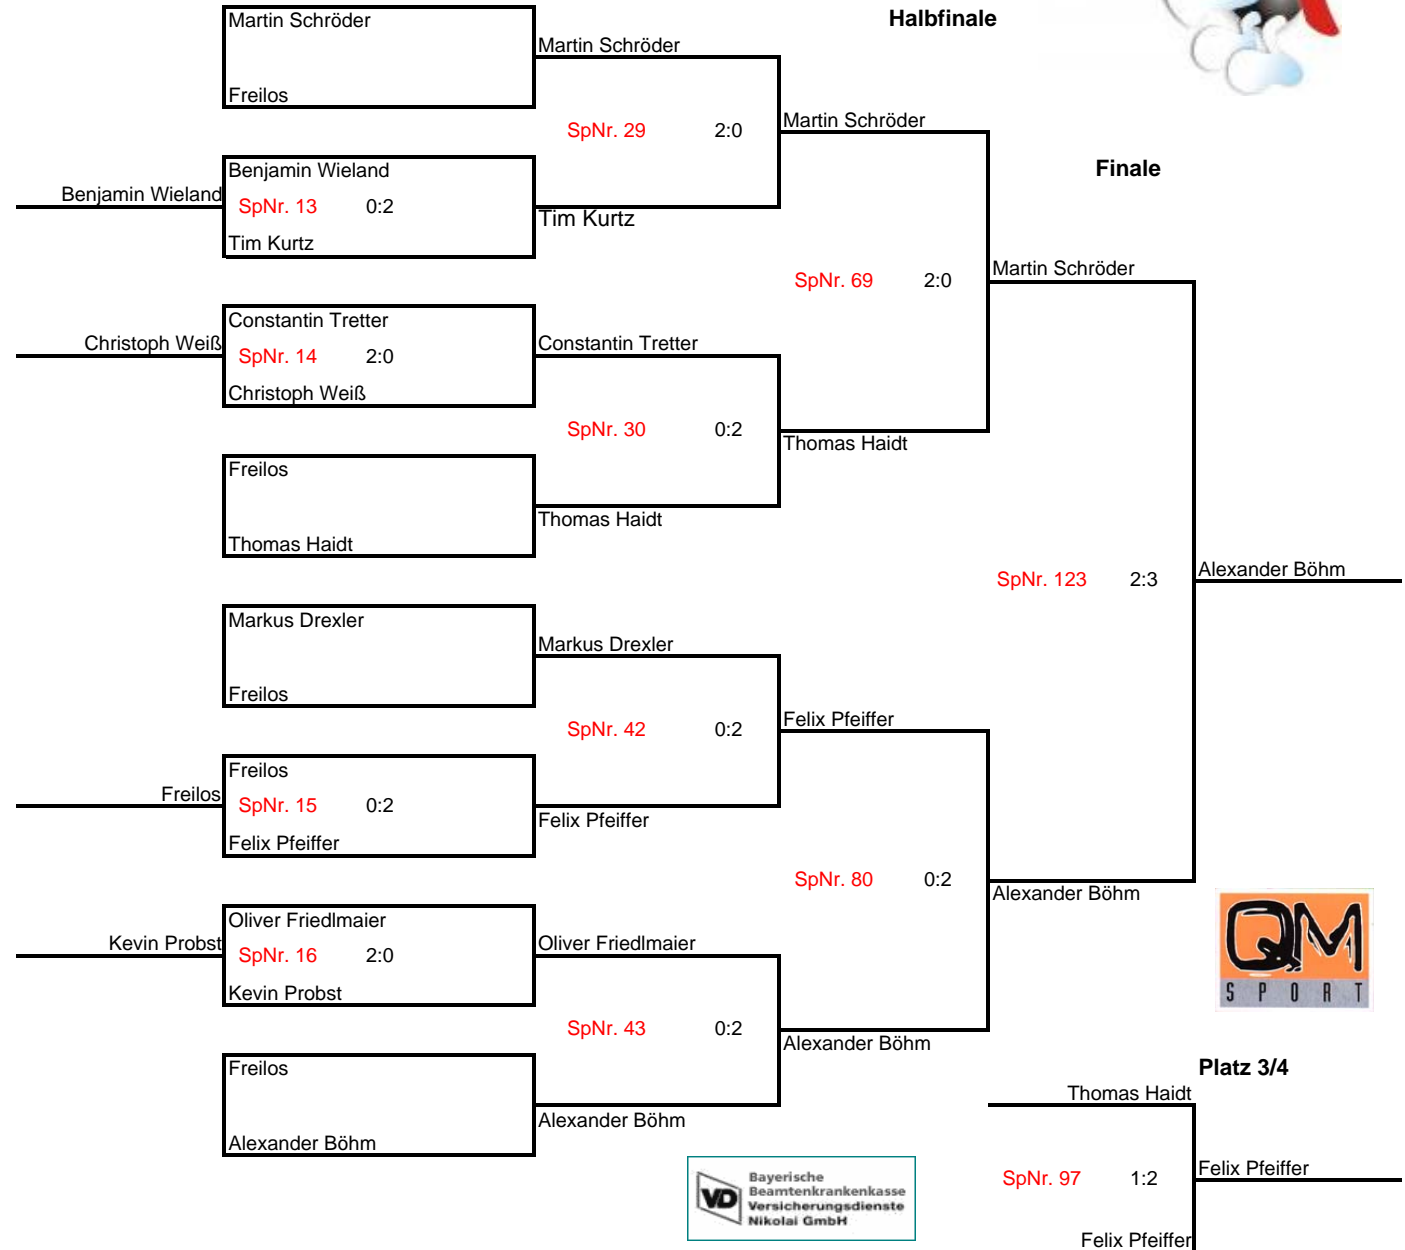 Martin Schröder
Halbfinale
Martin Schröder
Freilos
SpNr. 29 2:0
Martin Schröder
Benjamin Wieland
Finale
Benjamin Wieland
SpNr. 13 0:2
Tim Kurtz
Tim Kurtz
Martin Schröder
SpNr. 69 2:0
Constantin Tretter
Christoph Weiß
Constantin Tretter
SpNr. 14 2:0
Christoph Weiß
SpNr. 30 0:2
Thomas Haidt
Freilos
Thomas Haidt
Thomas Haidt
SpNr. 123 2:3
Alexander Böhm
Markus Drexler
Markus Drexler
Freilos
Felix Pfeiffer
SpNr. 42 0:2
Freilos
Freilos
SpNr. 15 0:2
Felix Pfeiffer
Felix Pfeiffer
SpNr. 80 0:2
Alexander Böhm
Oliver Friedlmaier
Kevin Probst
Oliver Friedlmaier
SpNr. 16 2:0
Kevin Probst
QM
SPORT
SpNr. 43 0:2
Alexander Böhm
Freilos
Platz 3/4
Thomas Haidt
Alexander Böhm
Alexander Böhm
VD
Bayerische
Beamtenkrankenkasse
Versicherungsdienste
Nikolai GmbH
SpNr. 97 1:2
Felix Pfeiffer
Felix Pfeiffer